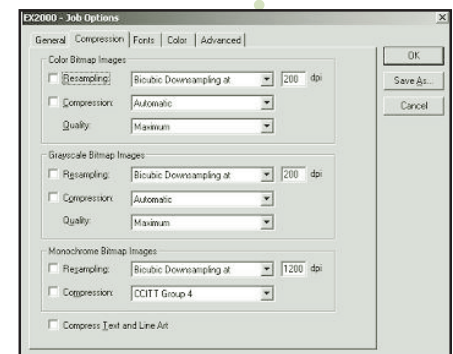 EX2000 - Job Options
General Compression Fonts Color Advanced
OK
Save As...
Cancel
Color Bitmap Images
Resampling: Bicubic Downsampling at 200 dpi
Compression: Automatic
Quality: Maximum
Grayscale Bitmap Images
Resampling: Bicubic Downsampling at 200 dpi
Compression: Automatic
Quality: Maximum
Monochrome Bitmap Images
Resampling: Bicubic Downsampling at 1200 dpi
Compression: CCITT Group 4
Compress Text and Line Art